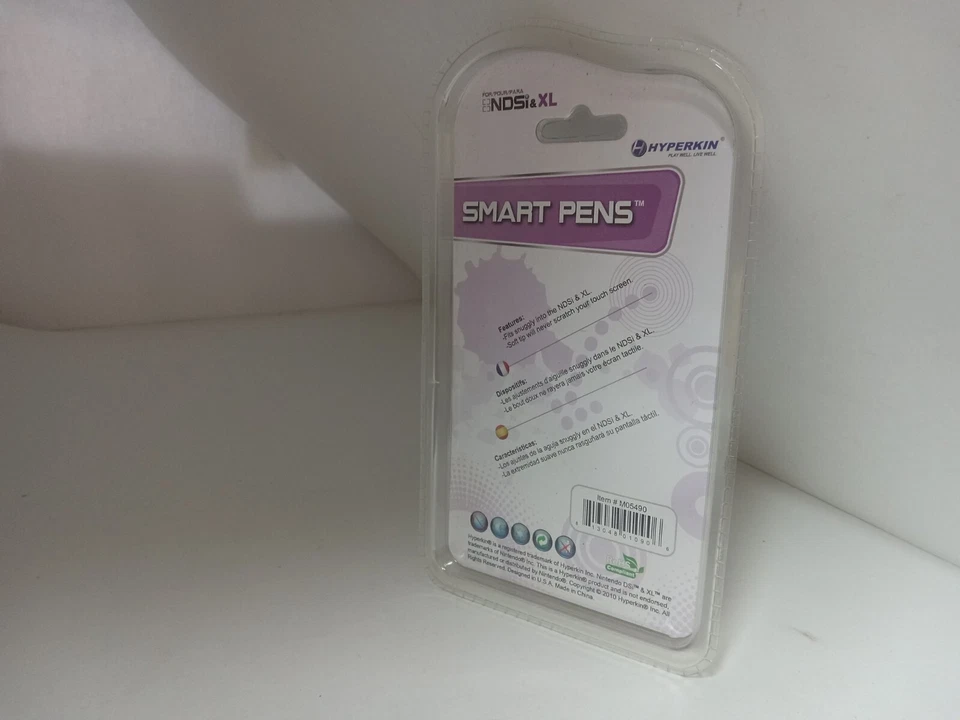 FOR/POUR/PARA
NDSi & XL
HYPERKIN®
PLAY WELL. LIVE WELL.
SMART PENS™
Features:
-Fits snuggly into the NDSi & XL.
-Soft tip will never scratch your touch screen.
Dispositifs:
-Les ajustements d'aiguille snuggly dans le NDSi & XL.
-Le bout doux ne rayera jamais votre écran tactile.
Características:
-Los ajustes de la aguja snuggly en el NDSi & XL.
-La extremidad suave nunca rasguñará su pantalla táctil.
Item # M05490
8 13048 01090 6
Hyperkin® is a registered trademark of Hyperkin Inc. Nintendo DSi™ & XL™ are
trademarks of Nintendo® Inc. This is a Hyperkin® product and is not endorsed,
manufactured or distributed by Nintendo®. Copyright © 2010 Hyperkin® Inc. All
Rights Reserved. Designed in U.S.A. Made in China.